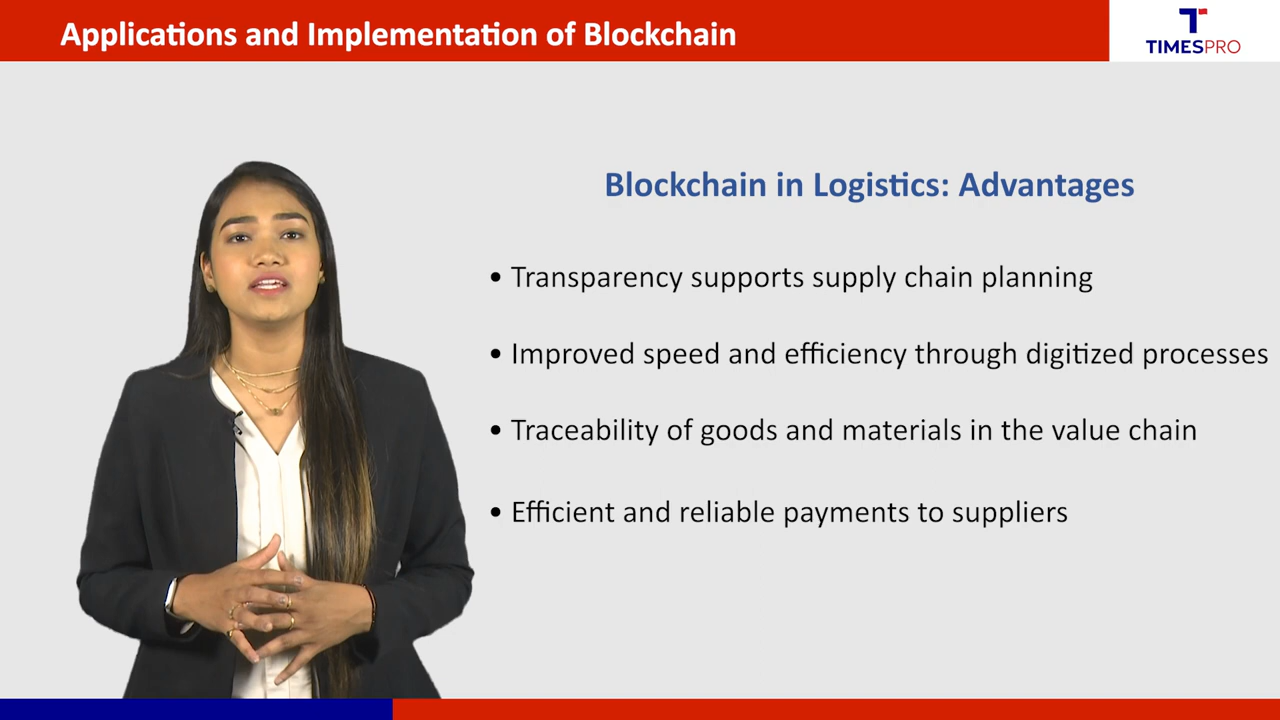 Applications and Implementation of Blockchain
TIMESPRO
Blockchain in Logistics: Advantages
• Transparency supports supply chain planning
• Improved speed and efficiency through digitized processes
• Traceability of goods and materials in the value chain
• Efficient and reliable payments to suppliers